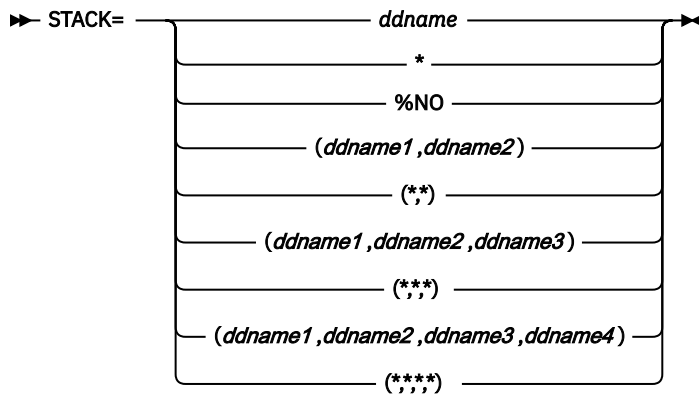 STACK= ddname
*
%NO
(ddname1,ddname2)
(*,*)
(ddname1,ddname2,ddname3)
(*,*,*)
(ddname1,ddname2,ddname3,ddname4)
(*,*,*,*)